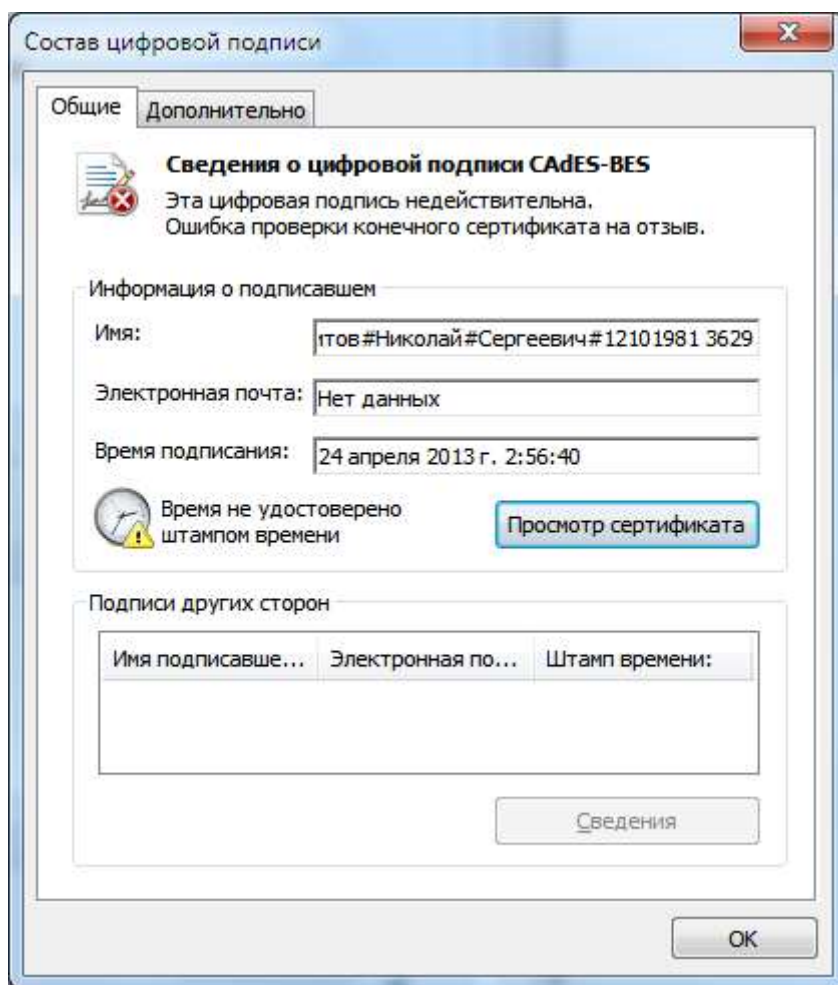 Состав цифровой подписи
Общие
Дополнительно
Сведения о цифровой подписи CAdES-BES
Эта цифровая подпись недействительна.
Ошибка проверки конечного сертификата на отзыв.
Информация о подписавшем
Имя: тов#Николай#Сергеевич#12101981 3629
Электронная почта: Нет данных
Время подписания: 24 апреля 2013 г. 2:56:40
Время не удостоверено
штампом времени
Просмотр сертификата
Подписи других сторон
Имя подписавше... Электронная по... Штамп времени:
Сведения
OK